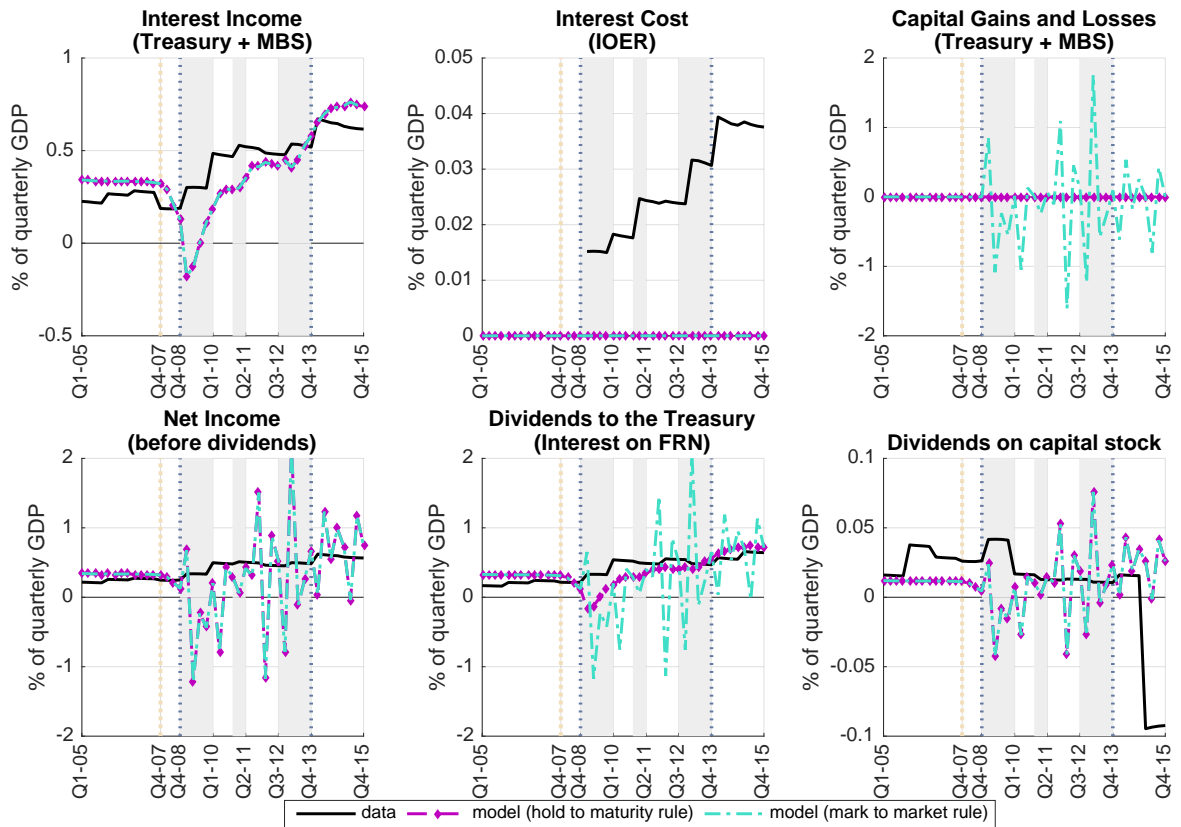 Interest Income
(Treasury + MBS)
% of quarterly GDP
1
0.5
0
-0.5
Q1-05
Q4-07
Q4-08
Q1-10
Q2-11
Q3-12
Q4-13
Q4-15
Interest Cost
(IOER)
% of quarterly GDP
0.05
0.04
0.03
0.02
0.01
0
Q1-05
Q4-07
Q4-08
Q1-10
Q2-11
Q3-12
Q4-13
Q4-15
Capital Gains and Losses
(Treasury + MBS)
% of quarterly GDP
2
1
0
-1
-2
Q1-05
Q4-07
Q4-08
Q1-10
Q2-11
Q3-12
Q4-13
Q4-15
Net Income
(before dividends)
% of quarterly GDP
2
1
0
-1
-2
Q1-05
Q4-07
Q4-08
Q1-10
Q2-11
Q3-12
Q4-13
Q4-15
Dividends to the Treasury
(Interest on FRN)
% of quarterly GDP
2
1
0
-1
-2
Q1-05
Q4-07
Q4-08
Q1-10
Q2-11
Q3-12
Q4-13
Q4-15
Dividends on capital stock
% of quarterly GDP
0.1
0.05
0
-0.05
-0.1
Q1-05
Q4-07
Q4-08
Q1-10
Q2-11
Q3-12
Q4-13
Q4-15
data
model (hold to maturity rule)
model (mark to market rule)